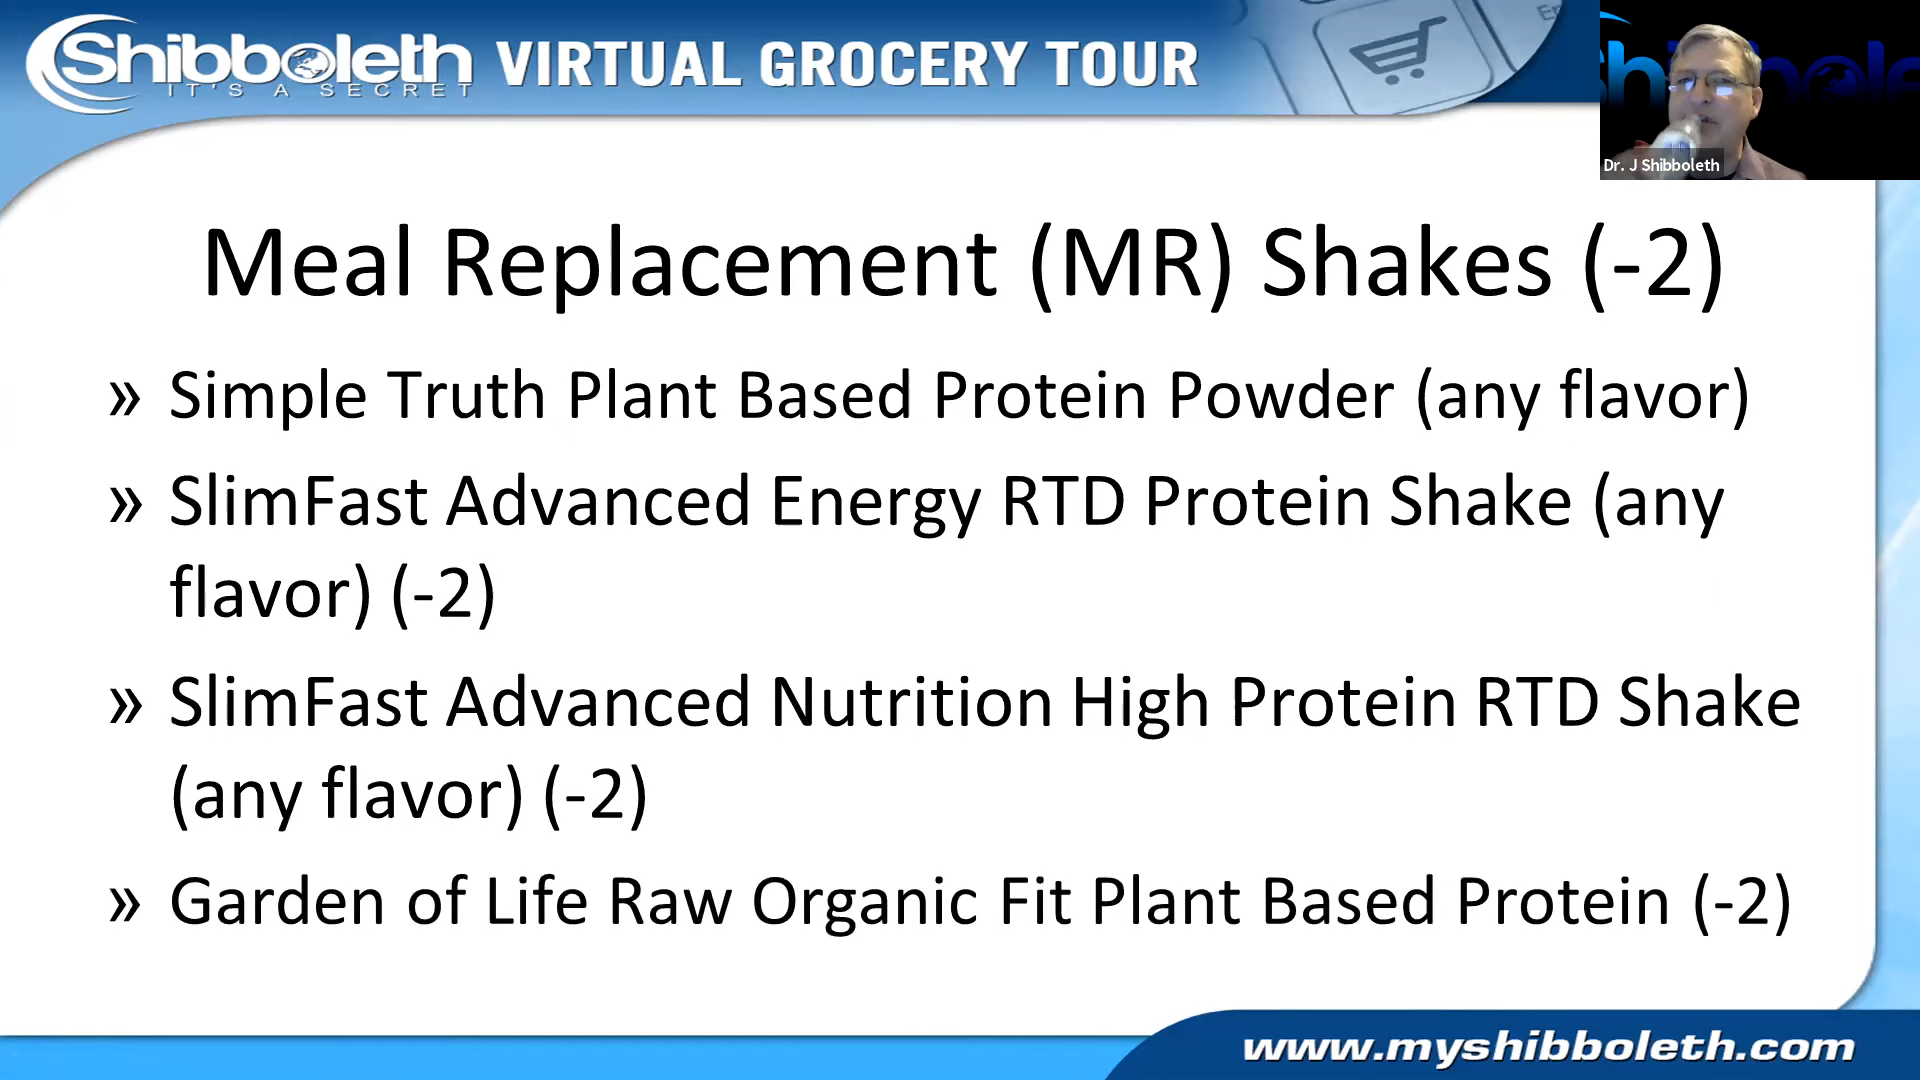 Shibboleth VIRTUAL GROCERY TOUR
IT'S A SECRET
Dr. J Shibboleth
Meal Replacement (MR) Shakes (-2)
» Simple Truth Plant Based Protein Powder (any flavor)
» SlimFast Advanced Energy RTD Protein Shake (any
flavor) (-2)
» SlimFast Advanced Nutrition High Protein RTD Shake
(any flavor) (-2)
» Garden of Life Raw Organic Fit Plant Based Protein (-2)
www.myshibboleth.com